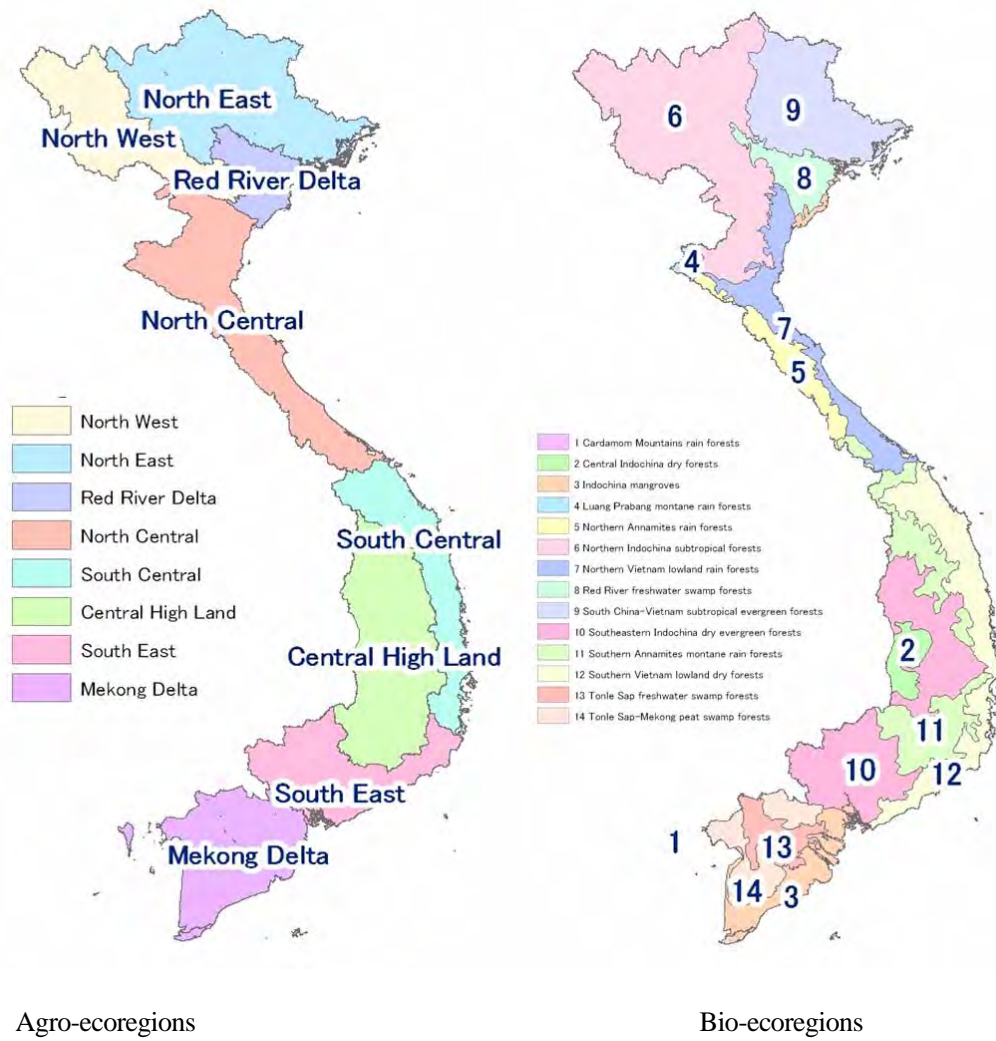 North East
North West
Red River Delta
North Central
South Central
Central High Land
South East
Mekong Delta
North West
North East
Red River Delta
North Central
South Central
Central High Land
South East
Mekong Delta
6
9
8
4
7
5
2
11
10
12
1
13
14
3
1 Cardamom Mountains rain forests
2 Central Indochina dry forests
3 Indochina mangroves
4 Luang Prabang montane rain forests
5 Northern Annamites rain forests
6 Northern Indochina subtropical forests
7 Northern Vietnam lowland rain forests
8 Red River freshwater swamp forests
9 South China-Vietnam subtropical evergreen forests
10 Southeastern Indochina dry evergreen forests
11 Southern Annamites montane rain forests
12 Southern Vietnam lowland dry forests
13 Tonle Sap freshwater swamp forests
14 Tonle Sap-Mekong peat swamp forests
Agro-ecoregions
Bio-ecoregions